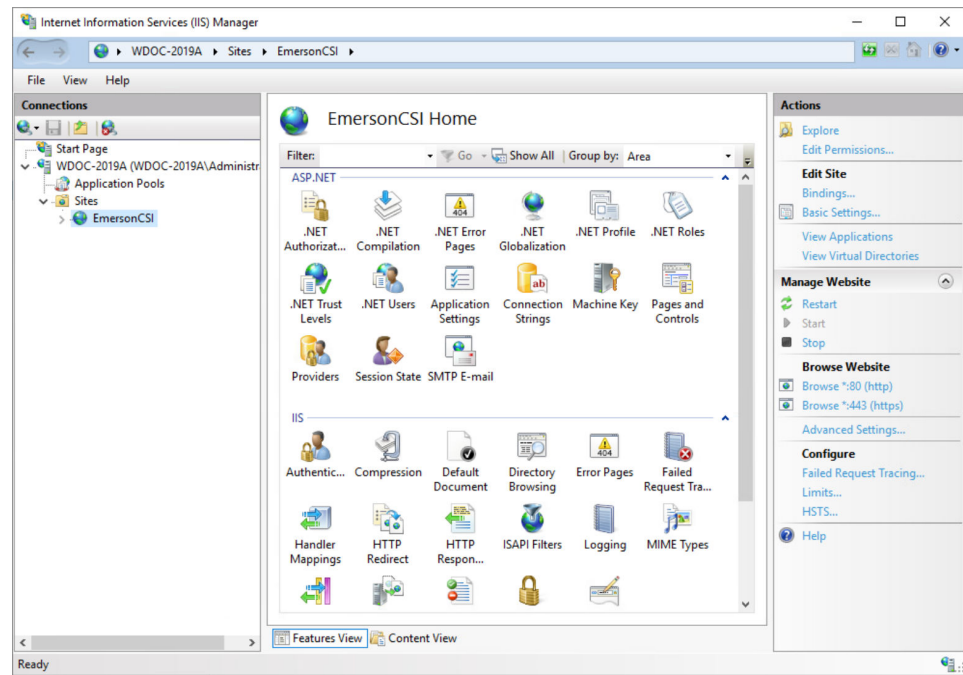 Internet Information Services (IIS) Manager
WDOC-2019A Sites EmersonCSI
File View Help
Connections
Start Page
WDOC-2019A (WDOC-2019A\Administr
Application Pools
Sites
EmersonCSI
EmersonCSI Home
Filter: Go Show All Group by: Area
ASP.NET
.NET Authorizat...
.NET Compilation
.NET Error Pages
.NET Globalization
.NET Profile
.NET Roles
.NET Trust Levels
.NET Users
Application Settings
Connection Strings
Machine Key
Pages and Controls
Providers
Session State
SMTP E-mail
IIS
Authentic...
Compression
Default Document
Directory Browsing
Error Pages
Failed Request Tra...
Handler Mappings
HTTP Redirect
HTTP Respon...
ISAPI Filters
Logging
MIME Types
Features View Content View
Actions
Explore
Edit Permissions...
Edit Site
Bindings...
Basic Settings...
View Applications
View Virtual Directories
Manage Website
Restart
Start
Stop
Browse Website
Browse *:80 (http)
Browse *:443 (https)
Advanced Settings...
Configure
Failed Request Tracing...
Limits...
HSTS...
Help
Ready